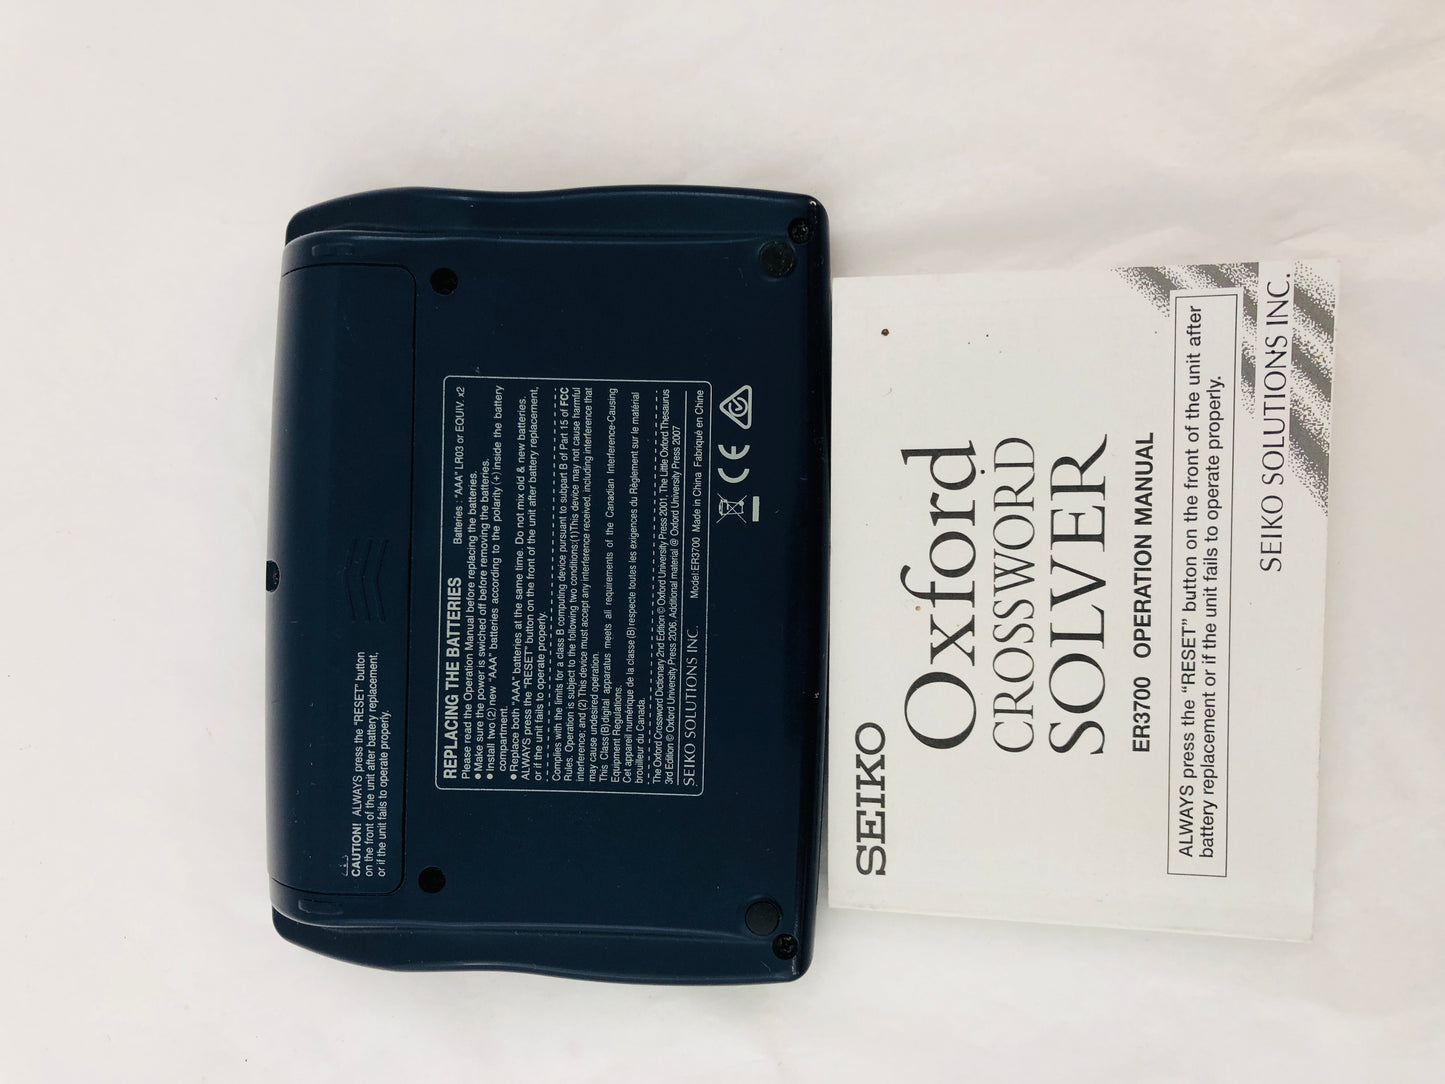 CAUTION! ALWAYS press the "RESET" button
on the front of the unit after battery replacement,
or if the unit fails to operate properly.
REPLACING THE BATTERIES
Batteries : "AAA" LR03 or EQUIV. x2
Please read the Operation Manual before replacing the batteries.
● Make sure the power is swiched off before removing the batteries.
● Install two (2) new "AAA" batteries according to the polarity (+) inside the battery
compartment.
● Replace both "AAA" batteries at the same time. Do not mix old & new batteries.
ALWAYS press the "RESET" button on the front of the unit after battery replacement,
or if the unit fails to operate properly.
Complies with the limits for a class B computing device pursuant to subpart B of Part 15 of FCC
Rules. Operation is subject to the following two conditions:(1)This device may not cause harmful
interference, and (2) This device must accept any interference received, including interference that
may cause undesired operation.
This Class(B)digital apparatus meets all requirements of the Canadian Interference-Causing
Equipment Regulations.
Cet appareil numérique de la classe(B)respecte toutes les exigences du Règlement sur le matérial
brouilleur du Canada.
The Oxford Crossword Dictionary 2nd Edition © Oxford University Press 2001, The Little Oxford Thesaurus
3rd Edition © Oxford University Press 2006, Additional material @ Oxford University Press 2007
SEIKO SOLUTIONS INC. Model:ER3700 Made in China Fabriqué en Chine
CE
SEIKO
Oxford
CROSSWORD
SOLVER
ER3700 OPERATION MANUAL
ALWAYS press the "RESET" button on the front of the unit after
battery replacement or if the unit fails to operate properly.
SEIKO SOLUTIONS INC.